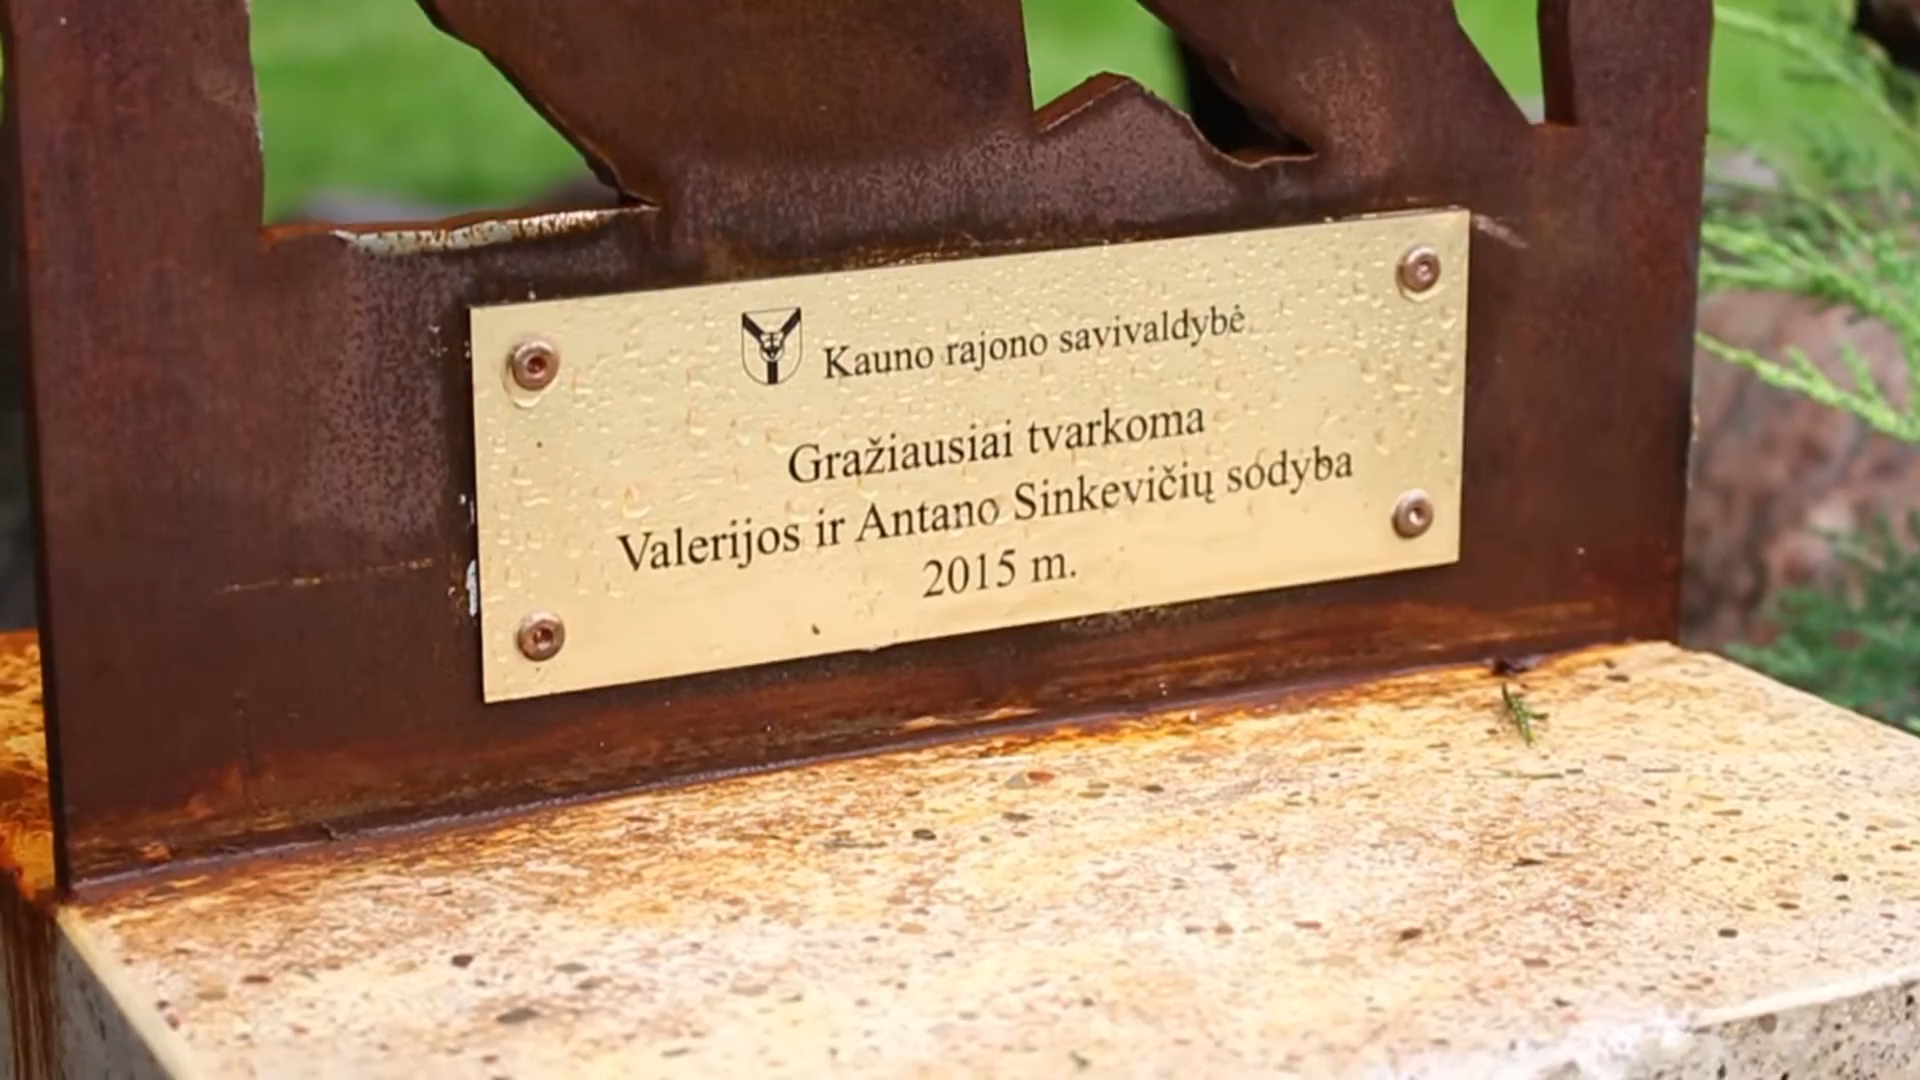 Kauno rajono savivaldybė
Gražiausiai tvarkoma
Valerijos ir Antano Sinkevičių sodyba
2015 m.